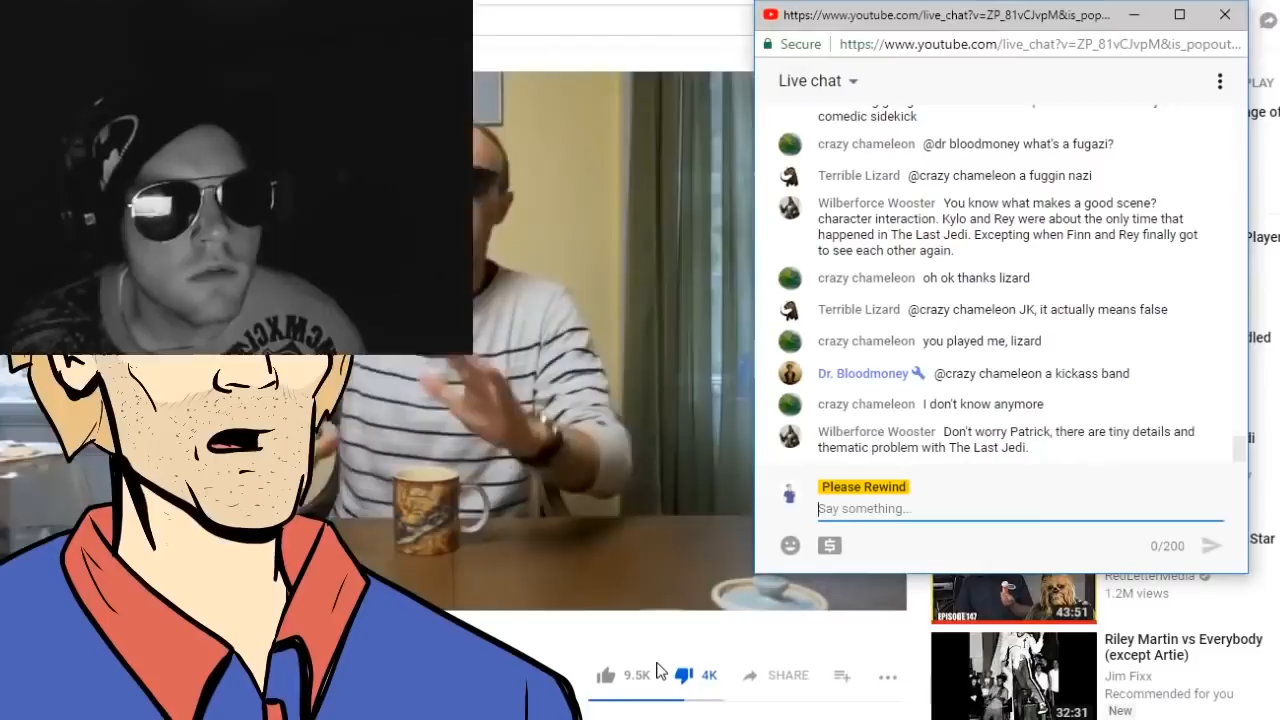 https://www.youtube.com/live_chat?v=ZP_81vCJvpM&is_pop...
Secure
https://www.youtube.com/live_chat?v=ZP_81vCJvpM&is_popout...
Live chat
comedic sidekick
crazy chameleon @dr bloodmoney what's a fugazi?
Terrible Lizard @crazy chameleon a fuggin nazi
Wilberforce Wooster You know what makes a good scene?
character interaction. Kylo and Rey were about the only time that
happened in The Last Jedi. Excepting when Finn and Rey finally got
to see each other again.
crazy chameleon oh ok thanks lizard
Terrible Lizard @crazy chameleon JK, it actually means false
crazy chameleon you played me, lizard
Dr. Bloodmoney @crazy chameleon a kickass band
crazy chameleon I don't know anymore
Wilberforce Wooster Don't worry Patrick, there are tiny details and
thematic problem with The Last Jedi.
Please Rewind
Say something...
0/200
PLAY
nge of
Player
dled
di
Star
RedLetterMedia
1.2M views
EPISODE 147
43:51
Riley Martin vs Everybody
(except Artie)
Jim Fixx
Recommended for you
New
32:31
9.5K
4K
SHARE